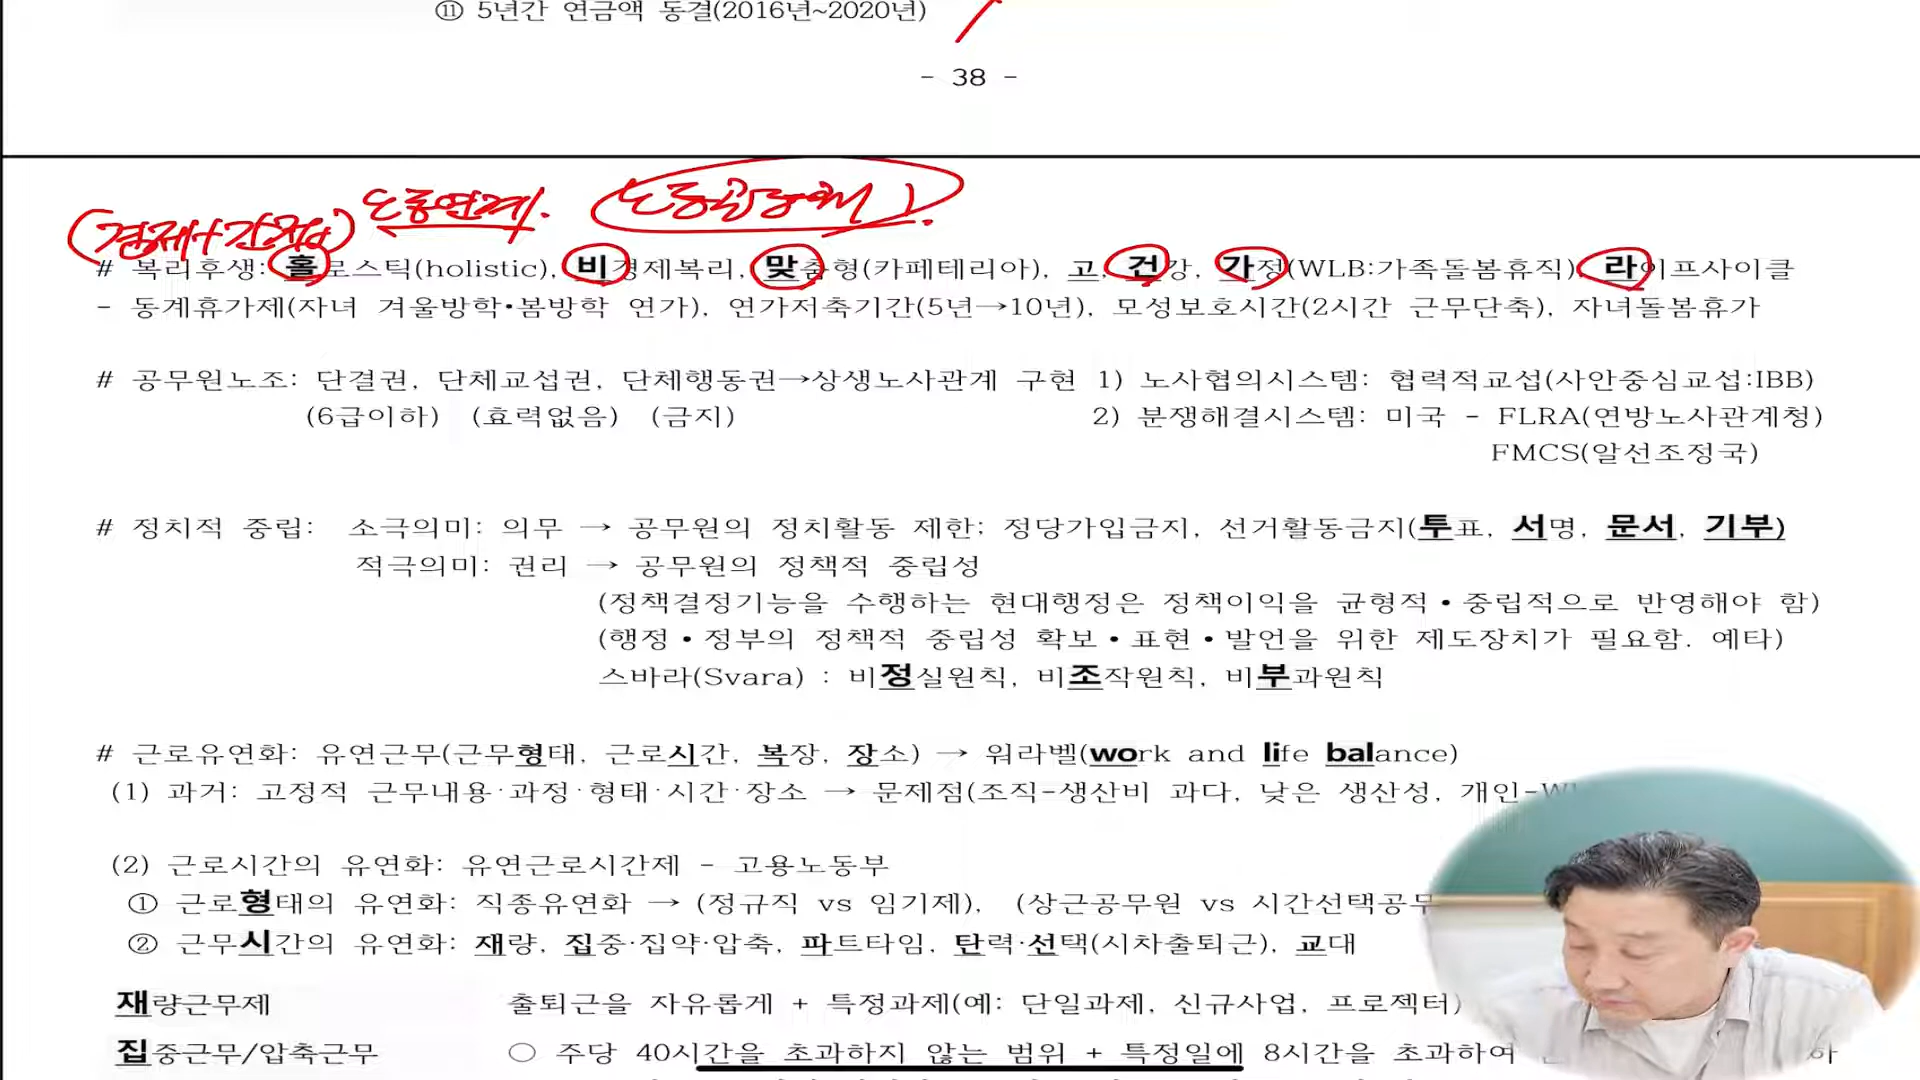 ⑪ 5년간 연금액 동결(2016년~2020년)
- 38 -
(경제+간접) 노동연계.
# 복리후생: 홀로스틱(holistic), 비경제복리, 맞춤형(카페테리아), 고, 건강, 가정(WLB:가족돌봄휴직), 라이프사이클
- 동계휴가제(자녀 겨울방학•봄방학 연가), 연가저축기간(5년→10년), 모성보호시간(2시간 근무단축), 자녀돌봄휴가
# 공무원노조: 단결권, 단체교섭권, 단체행동권→상생노사관계 구현 1) 노사협의시스템: 협력적교섭(사안중심교섭:IBB)
(6급이하) (효력없음) (금지) 2) 분쟁해결시스템: 미국 - FLRA(연방노사관계청)
FMCS(알선조정국)
# 정치적 중립: 소극의미: 의무 → 공무원의 정치활동 제한; 정당가입금지, 선거활동금지(투표, 서명, 문서, 기부)
적극의미: 권리 → 공무원의 정책적 중립성
(정책결정기능을 수행하는 현대행정은 정책이익을 균형적•중립적으로 반영해야 함)
(행정•정부의 정책적 중립성 확보•표현•발언을 위한 제도장치가 필요함. 예타)
스바라(Svara) : 비정실원칙, 비조작원칙, 비부과원칙
# 근로유연화: 유연근무(근무형태, 근로시간, 복장, 장소) → 워라벨(work and life balance)
(1) 과거: 고정적 근무내용·과정·형태·시간·장소 → 문제점(조직-생산비 과다, 낮은 생산성, 개인-
(2) 근로시간의 유연화: 유연근로시간제 - 고용노동부
① 근로형태의 유연화: 직종유연화 → (정규직 vs 임기제), (상근공무원 vs 시간선택공무
② 근무시간의 유연화: 재량, 집중·집약·압축, 파트타임, 탄력·선택(시차출퇴근), 교대
재량근무제 출퇴근을 자유롭게 + 특정과제(예: 단일과제, 신규사업, 프로젝터)
집중근무/압축근무 ○ 주당 40시간을 초과하지 않는 범위 + 특정일에 8시간을 초과하여